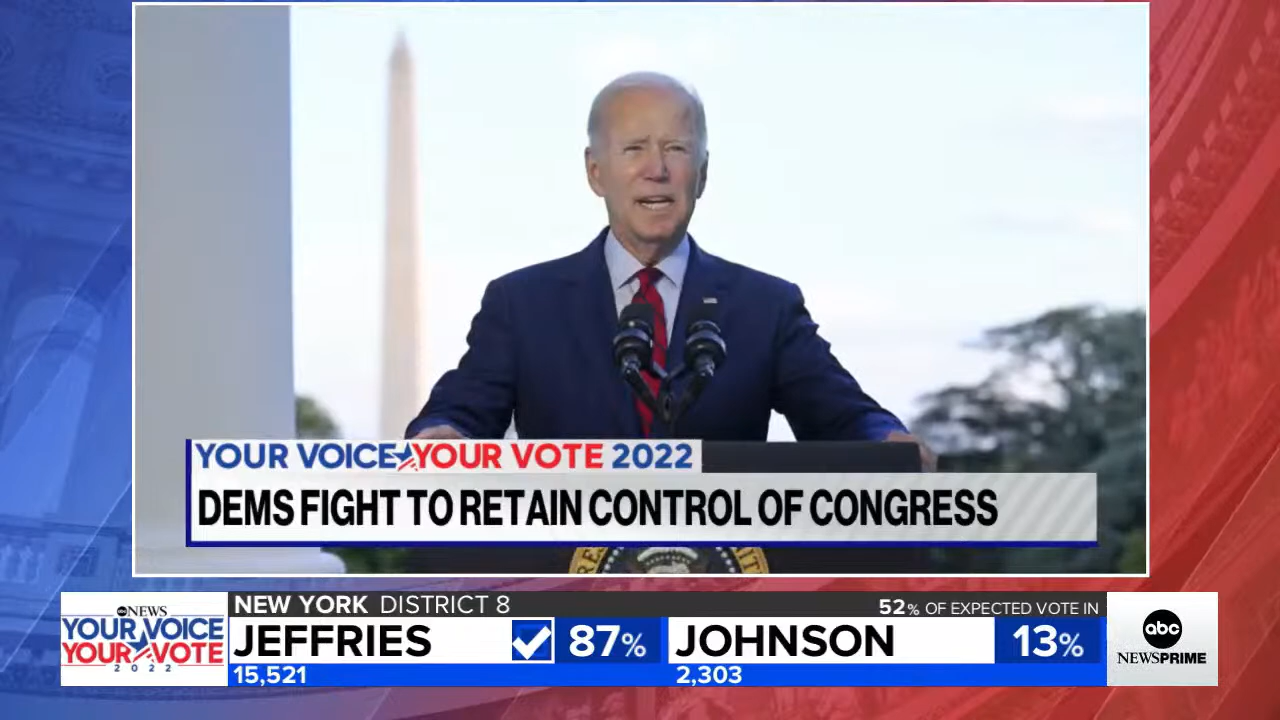 YOUR VOICE YOUR VOTE 2022
DEMS FIGHT TO RETAIN CONTROL OF CONGRESS
abc NEWS
YOUR VOICE
YOUR VOTE
2022
NEW YORK DISTRICT 8
52% OF EXPECTED VOTE IN
JEFFRIES 87%
15,521
JOHNSON 13%
2,303
abc
NEWSPRIME